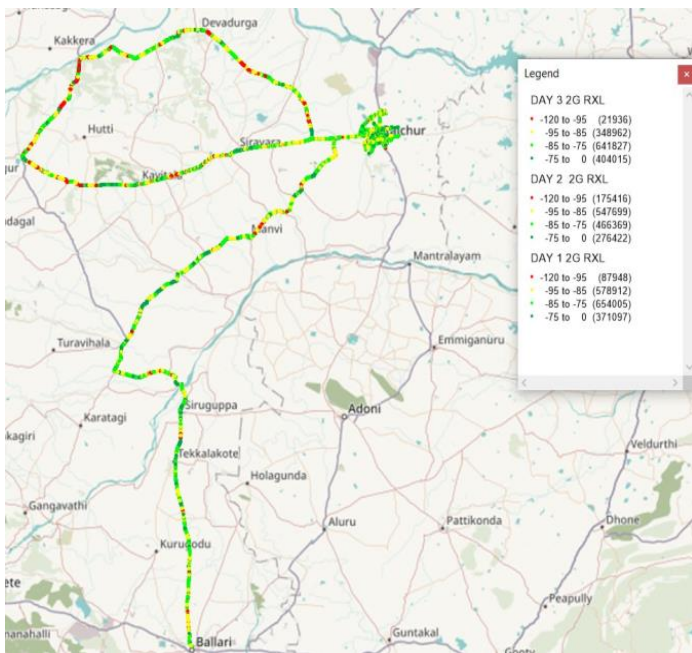 Devadurga
Kakkera
Legend
DAY 3 2G RXL
-120 to -95 (21936)
-95 to -85 (348962)
-85 to -75 (641827)
-75 to 0 (404015)
DAY 2 2G RXL
-120 to -95 (175416)
-95 to -85 (547699)
-85 to -75 (466369)
-75 to 0 (276422)
DAY 1 2G RXL
-120 to -95 (87948)
-95 to -85 (578912)
-85 to -75 (654005)
-75 to 0 (371097)
Hutti
Siravara
Kavital
Manvi
Mantralayam
Turavihala
Emmiganuru
Siruguppa
Adoni
Karatagi
Tekkalakote
Veldurthi
Holagunda
Gangavathi
Aluru
Pattikonda
Dhone
Kurugodu
Peapully
Ballari
Guntakal
Gooty